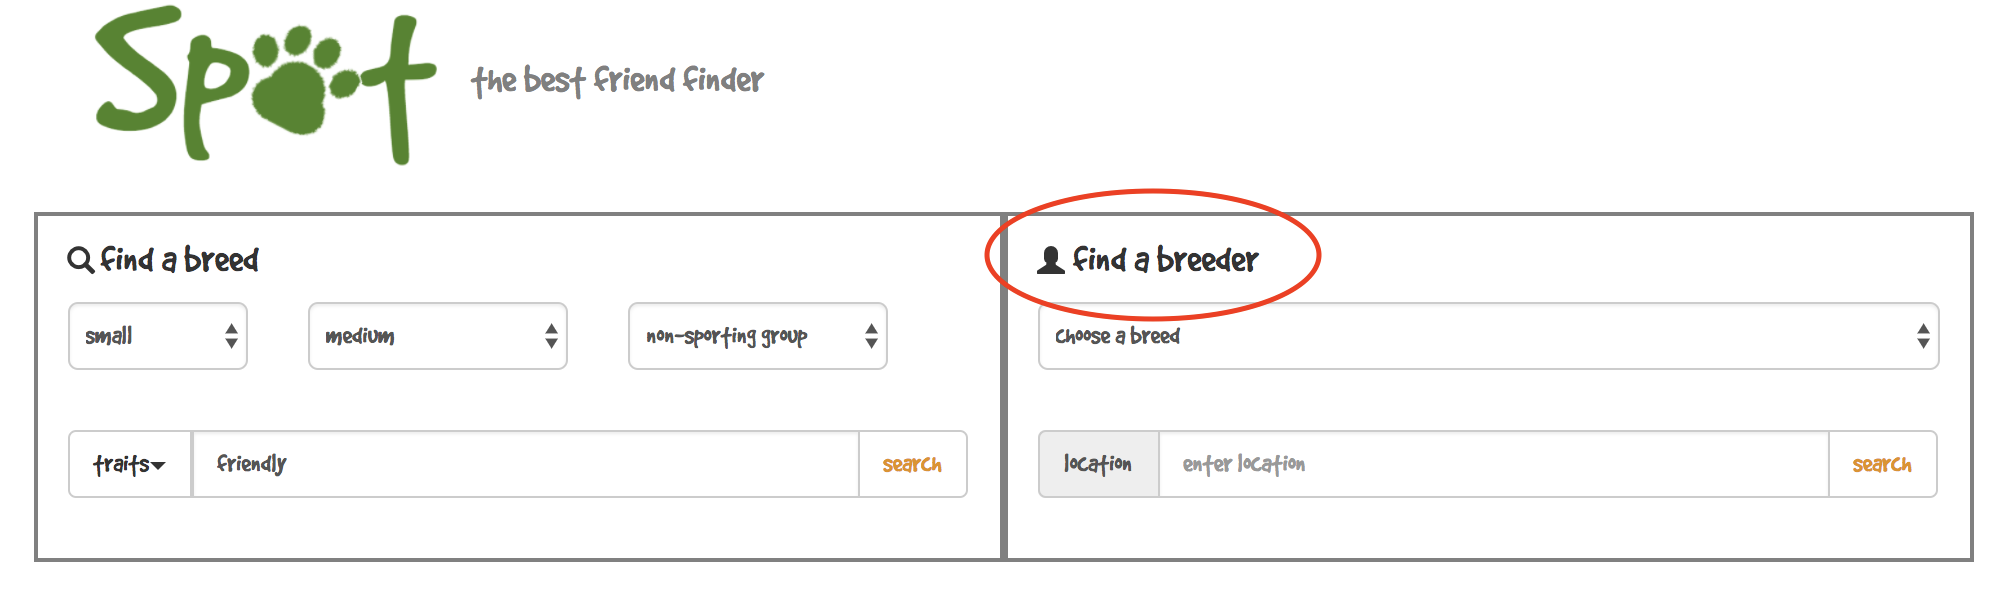 Spot
the best friend finder
find a breed
small
medium
non-sporting group
traits
friendly
search
find a breeder
Choose a breed
location
enter location
search